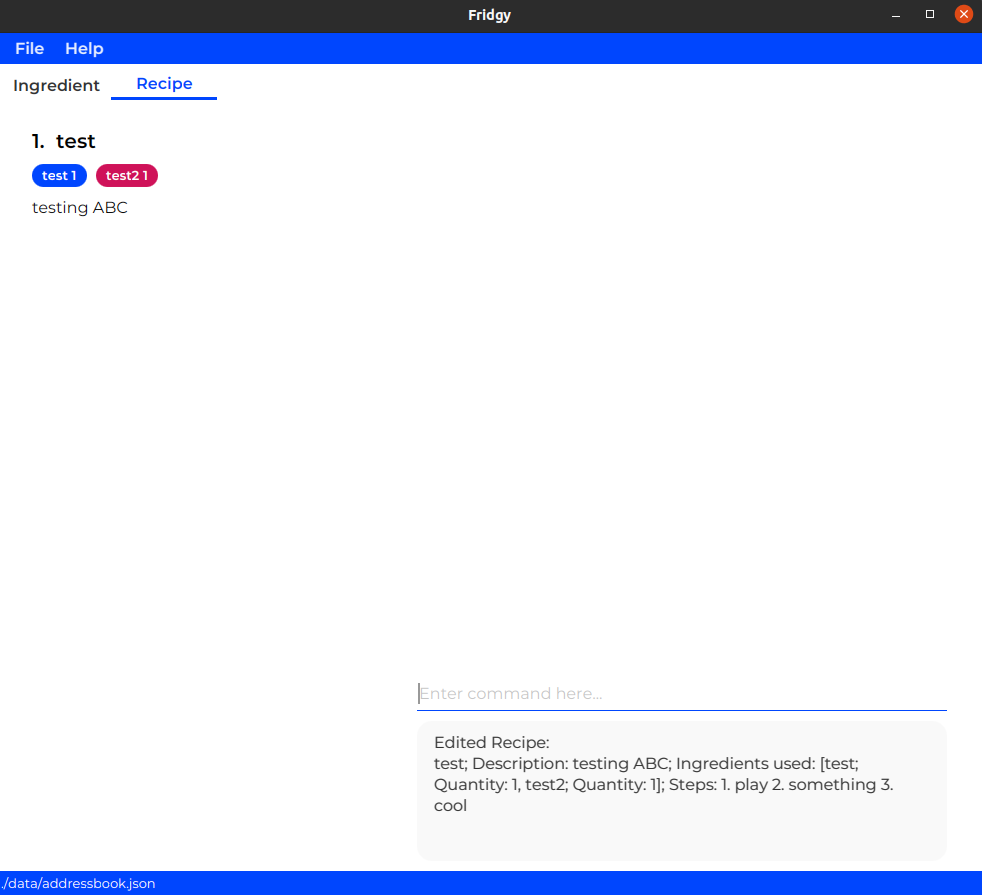 Fridgy
File Help
Ingredient Recipe
1. test
test 1 test2 1
testing ABC
Enter command here...
Edited Recipe:
test; Description: testing ABC; Ingredients used: [test;
Quantity: 1, test2; Quantity: 1]; Steps: 1. play 2. something 3.
cool
./data/addressbook.json